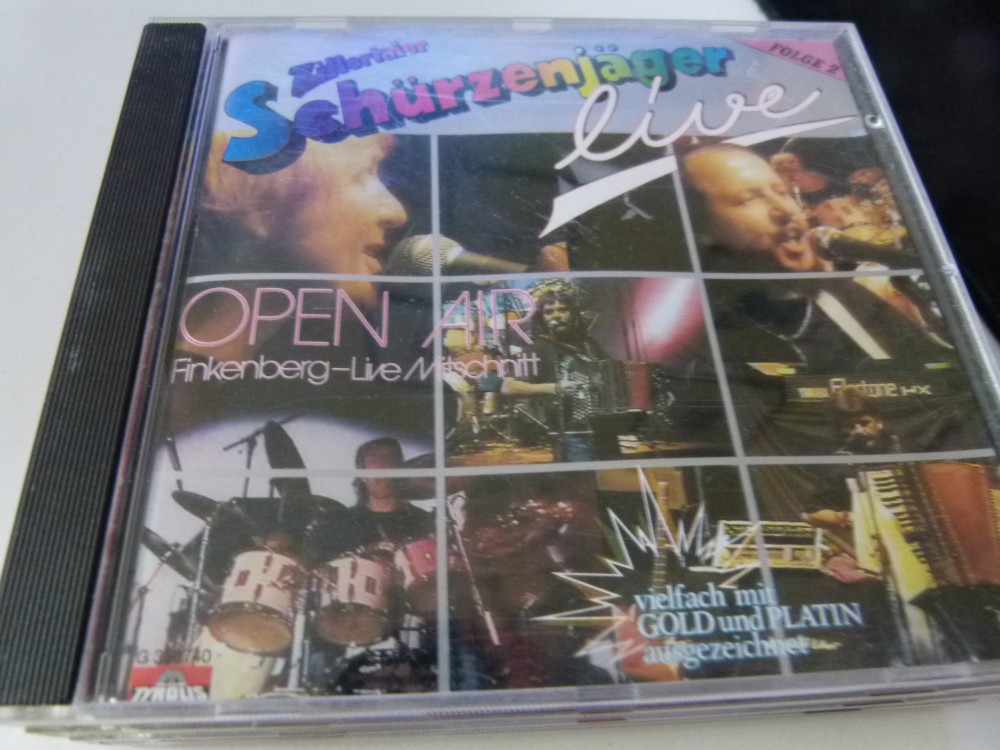 Zillertaler
Schürzenjäger
FOLGE 2
live
OPEN AIR
Finkenberg-Live Mitschnitt
vielfach mit
GOLD und PLATIN
ausgezeichnet
TYROLIS